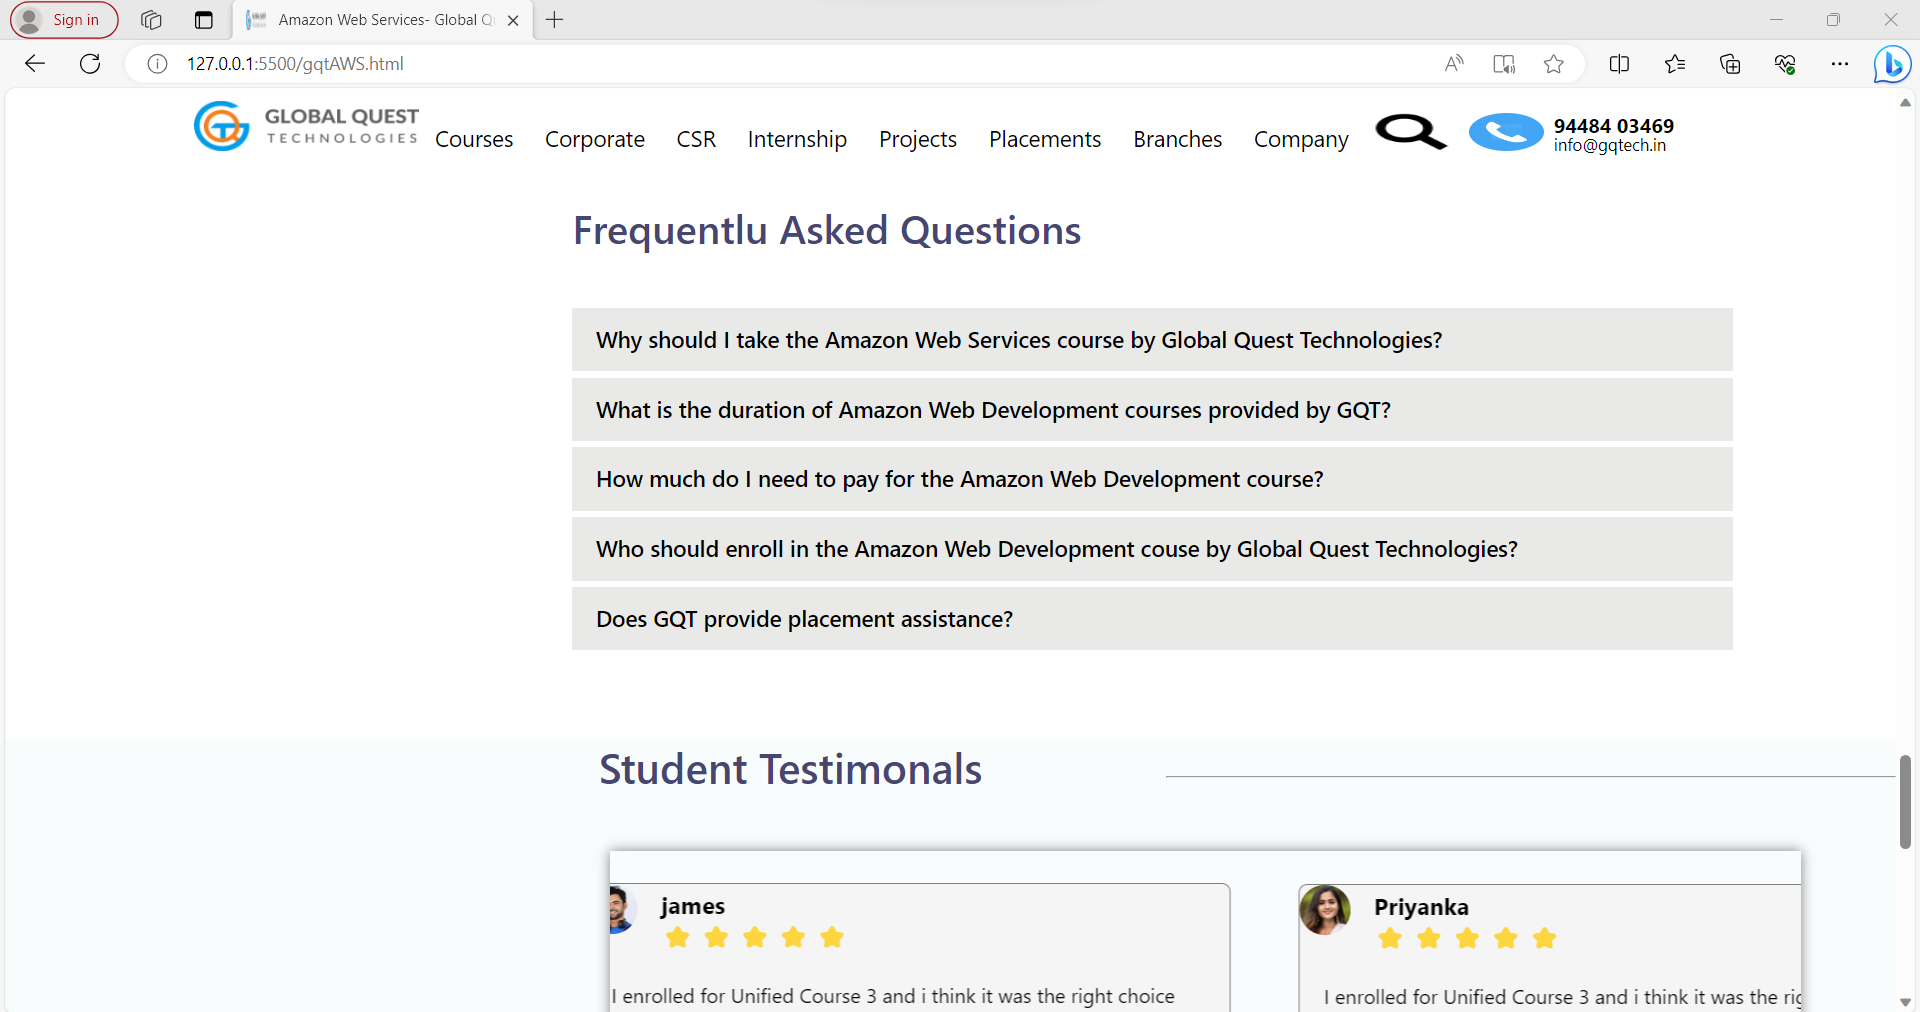 Sign in
Amazon Web Services- Global Q
127.0.0.1:5500/gqtAWS.html
GLOBAL QUEST
TECHNOLOGIES
Courses Corporate CSR Internship Projects Placements Branches Company
94484 03469
info@gqtech.in
Frequentlu Asked Questions
Why should I take the Amazon Web Services course by Global Quest Technologies?
What is the duration of Amazon Web Development courses provided by GQT?
How much do I need to pay for the Amazon Web Development course?
Who should enroll in the Amazon Web Development couse by Global Quest Technologies?
Does GQT provide placement assistance?
Student Testimonals
james
I enrolled for Unified Course 3 and i think it was the right choice
Priyanka
I enrolled for Unified Course 3 and i think it was the